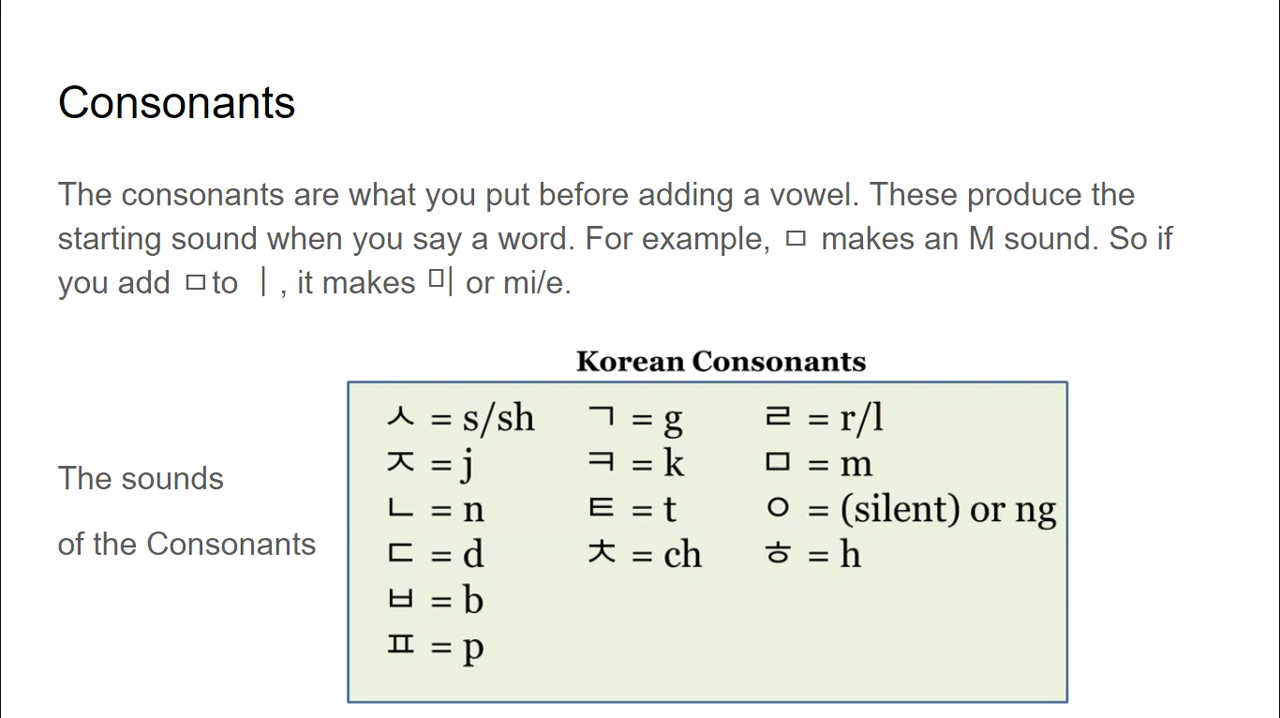 Consonants
The consonants are what you put before adding a vowel. These produce the
starting sound when you say a word. For example, ㅁ makes an M sound. So if
you add ㅁto ㅣ, it makes 미 or mi/e.
Korean Consonants
ㅅ = s/sh ㄱ = g ㄹ = r/l
ㅈ = j ㅋ = k ㅁ = m
ㄴ = n ㅌ = t ㅇ = (silent) or ng
ㄷ = d ㅊ = ch ㅎ = h
ㅂ = b
ㅍ = p
The sounds
of the Consonants